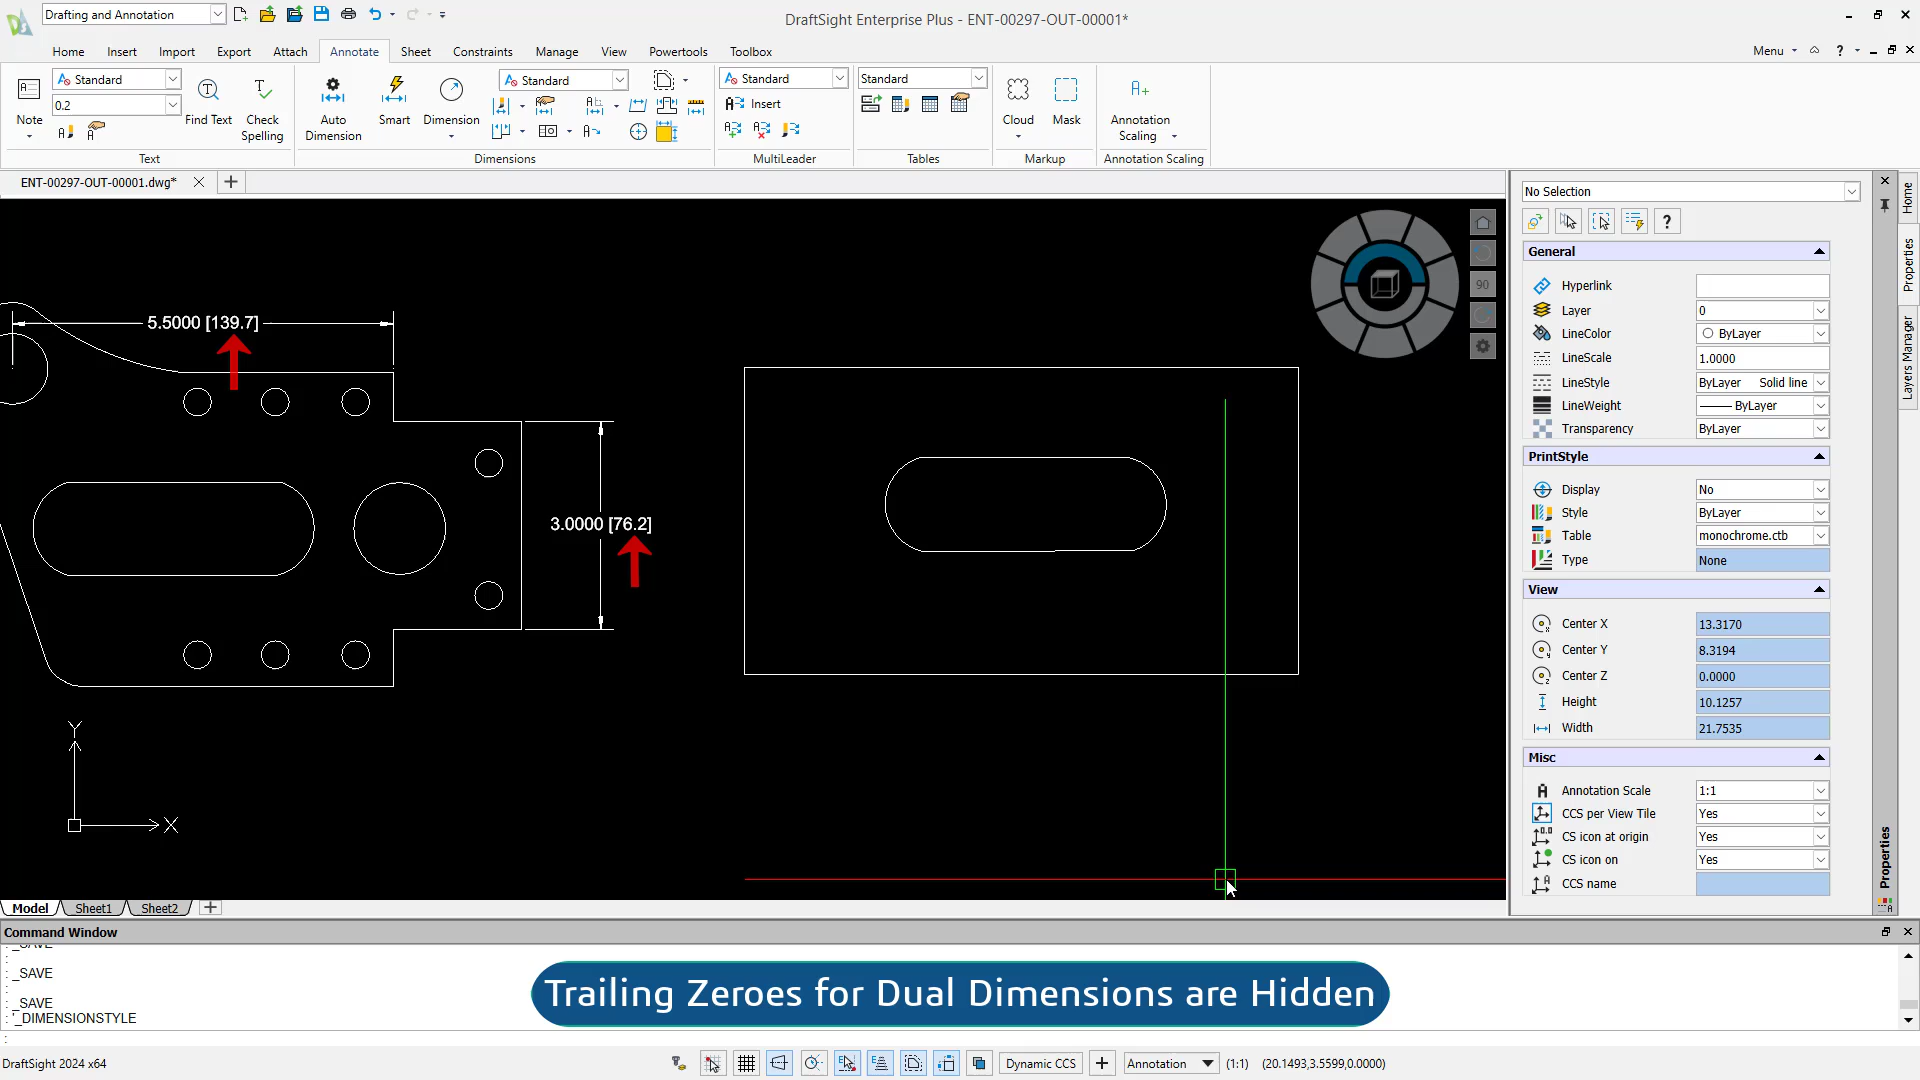 Drafting and Annotation
DraftSight Enterprise Plus - ENT-00297-OUT-00001*
Home Insert Import Export Attach Annotate Sheet Constraints Manage View Powertools Toolbox
Menu ?
Standard
0.2
Note
Find Text
Check Spelling
Text
Auto Dimension
Smart
Dimension
Standard
Dimensions
Standard
Insert
MultiLeader
Standard
Tables
Cloud
Mask
Markup
Annotation Scaling
Annotation Scaling
ENT-00297-OUT-00001.dwg*
5.5000 [139.7]
3.0000 [76.2]
Y
X
90
No Selection
?
General
Hyperlink
Layer 0
LineColor ByLayer
LineScale 1.0000
LineStyle ByLayer Solid line
LineWeight ByLayer
Transparency ByLayer
PrintStyle
Display No
Style ByLayer
Table monochrome.ctb
Type None
View
Center X 13.3170
Center Y 8.3194
Center Z 0.0000
Height 10.1257
Width 21.7535
Misc
Annotation Scale 1:1
CCS per View Tile Yes
CS icon at origin Yes
CS icon on Yes
CCS name
Home
Properties
Layers Manager
Properties
Model Sheet1 Sheet2
Command Window
: _SAVE
:
: _SAVE
:
: _SAVE
: '_DIMENSIONSTYLE
:
Trailing Zeroes for Dual Dimensions are Hidden
DraftSight 2024 x64
Dynamic CCS
Annotation
(1:1)
(20.1493,3.5599,0.0000)